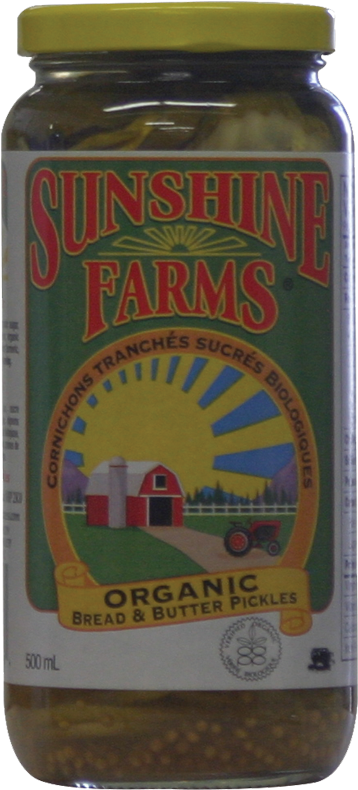 SUNSHINE
FARMS®
CORNICHONS TRANCHÉS SUCRÉS BIOLOGIQUES
ORGANIC
BREAD & BUTTER PICKLES
500 mL